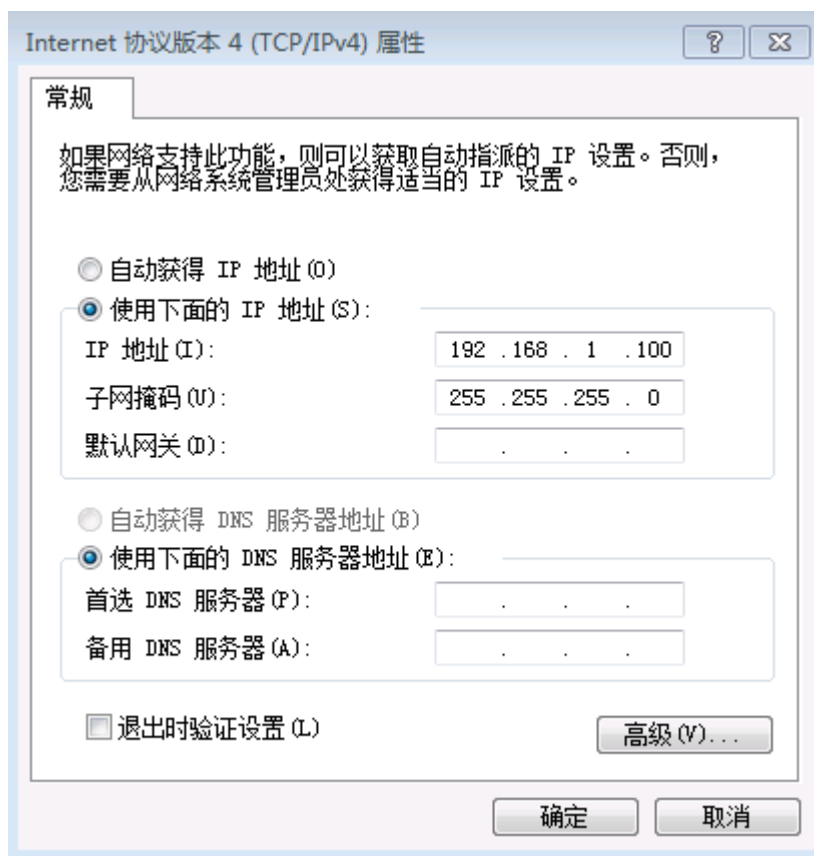 Internet 协议版本 4 (TCP/IPv4) 属性
常规
如果网络支持此功能，则可以获取自动指派的 IP 设置。否则，
您需要从网络系统管理员处获得适当的 IP 设置。
自动获得 IP 地址(O)
使用下面的 IP 地址(S):
IP 地址(I): 192 .168 . 1 .100
子网掩码(U): 255 .255 .255 . 0
默认网关(D): . . .
自动获得 DNS 服务器地址(B)
使用下面的 DNS 服务器地址(E):
首选 DNS 服务器(P): . . .
备用 DNS 服务器(A): . . .
退出时验证设置(L)
高级(V)...
确定 取消